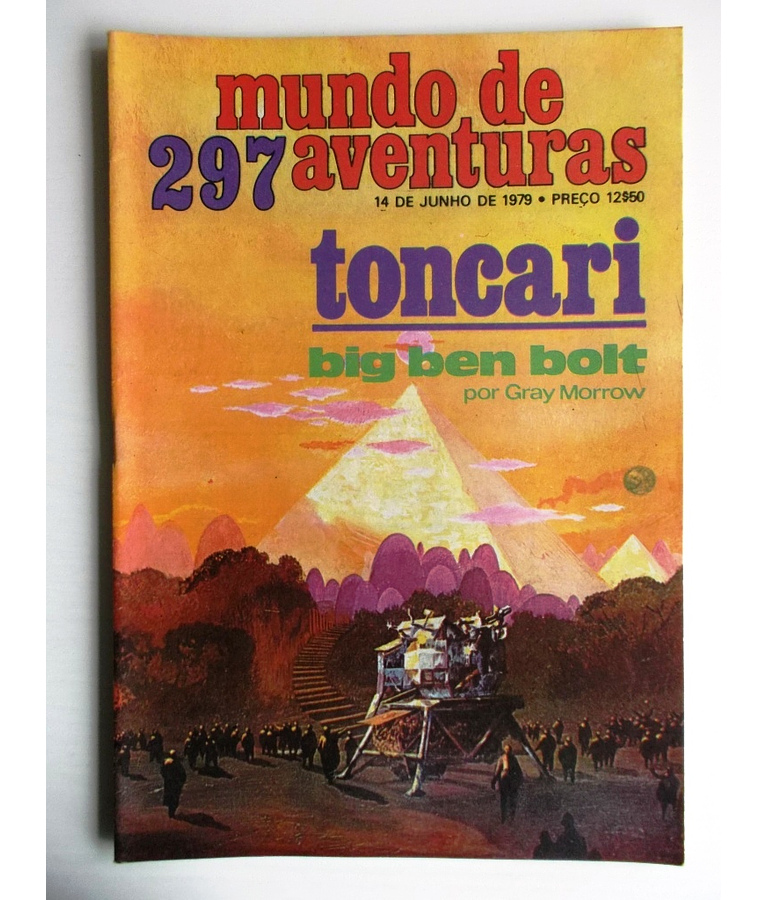 mundo de
297 aventuras
14 DE JUNHO DE 1979 • PREÇO 12$50
toncari
big ben bolt
por Gray Morrow